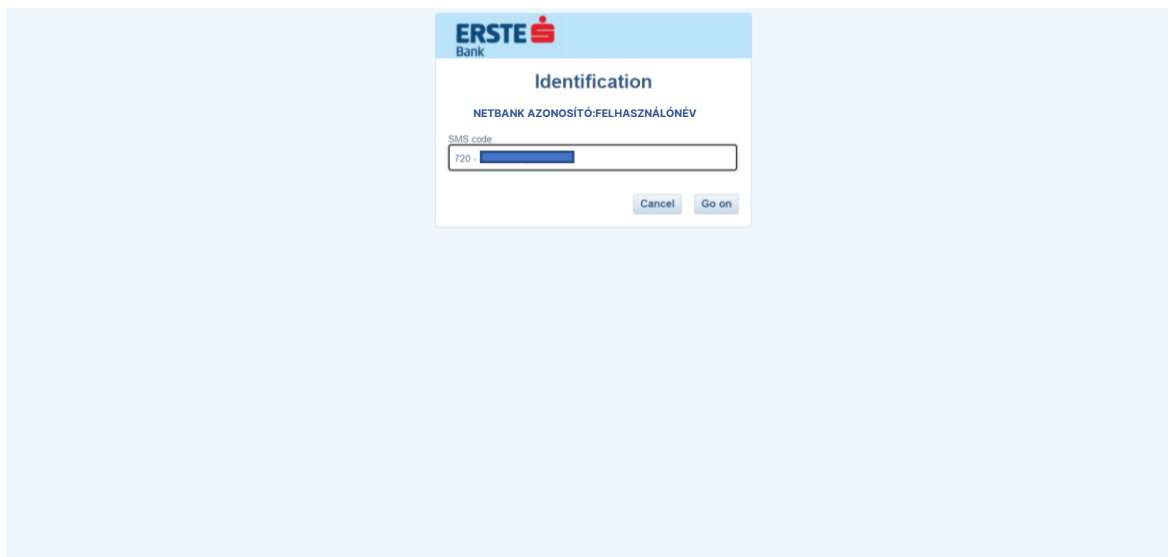 ERSTE
Bank
Identification
NETBANK AZONOSÍTÓ:FELHASZNÁLÓNÉV
SMS code
720 -
Cancel Go on